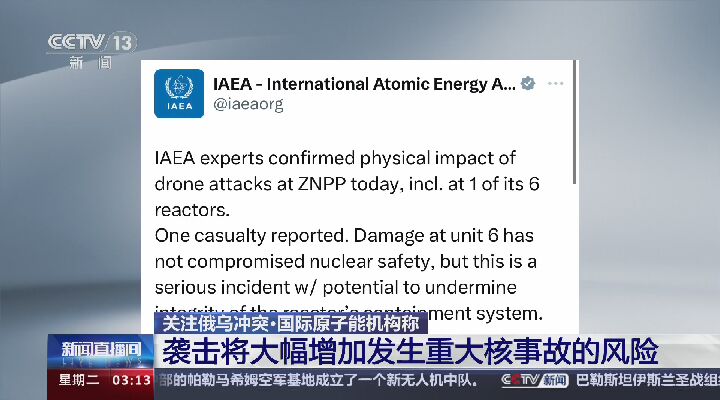 CCTV 13
新闻
IAEA
IAEA - International Atomic Energy A...
@iaeaorg
IAEA experts confirmed physical impact of
drone attacks at ZNPP today, incl. at 1 of its 6
reactors.
One casualty reported. Damage at unit 6 has
not compromised nuclear safety, but this is a
serious incident w/ potential to undermine
integrity of the reactor's containment system.
关注俄乌冲突·国际原子能机构称
新闻直播间
袭击将大幅增加发生重大核事故的风险
星期二 03:13 部的帕勒马希姆空军基地成立了一个新无人机中队。 CCTV 新闻 巴勒斯坦伊斯兰圣战组